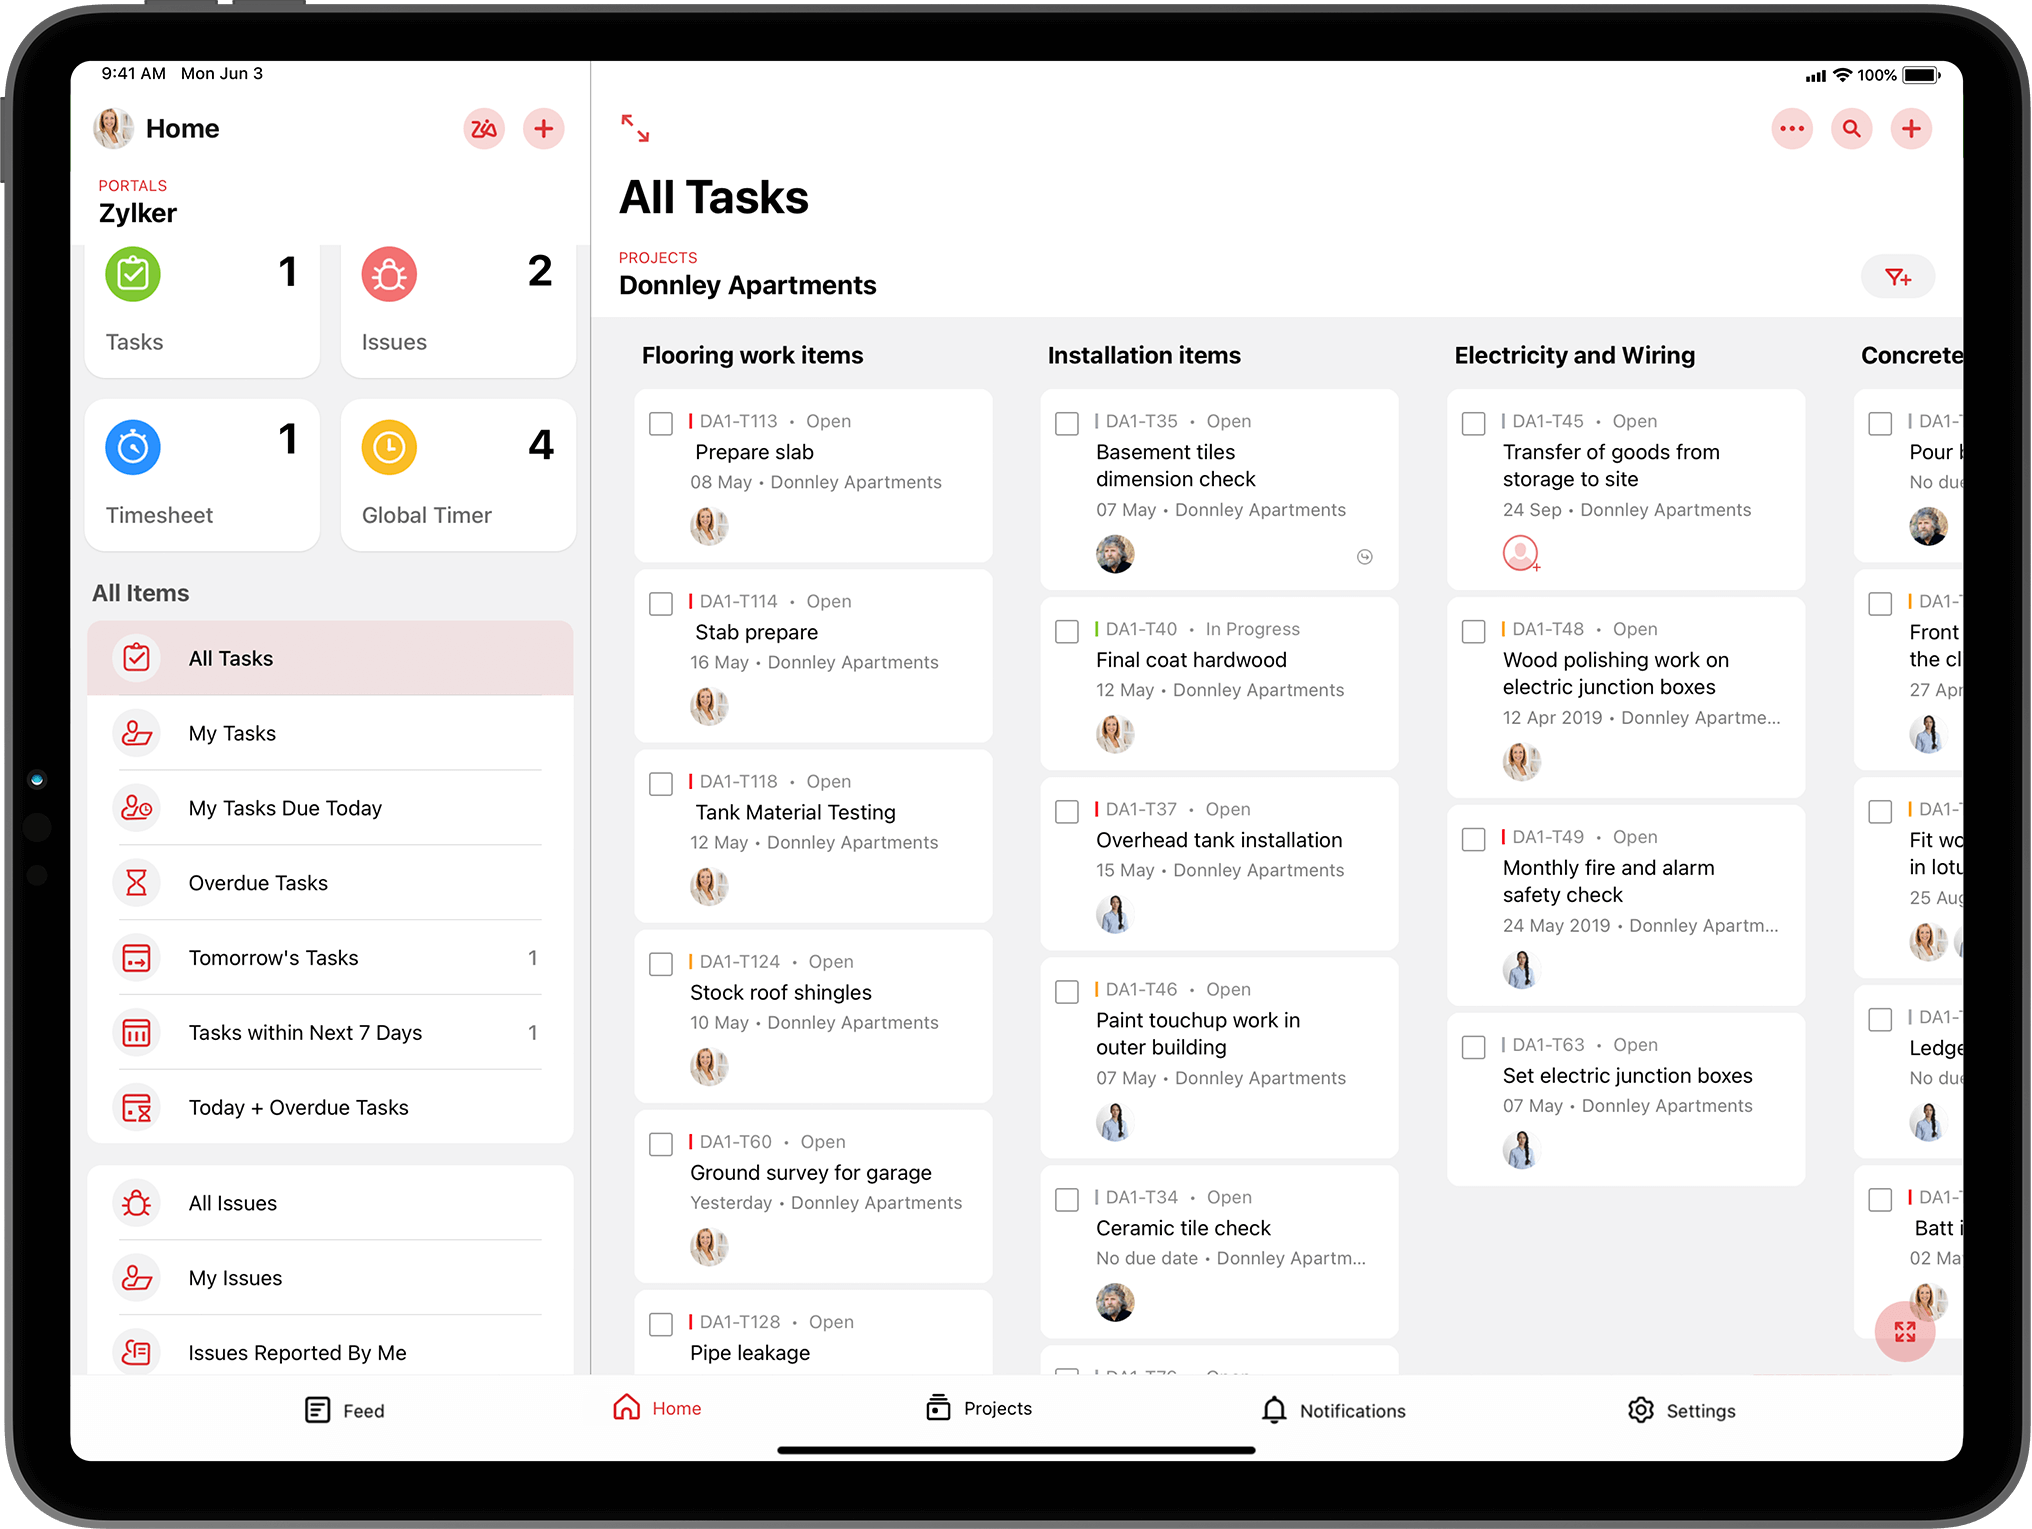 9:41 AM Mon Jun 3
100%
Home
Zia
PORTALS
Zylker
1
Tasks
2
Issues
1
Timesheet
4
Global Timer
All Items
All Tasks
My Tasks
My Tasks Due Today
Overdue Tasks
Tomorrow's Tasks 1
Tasks within Next 7 Days 1
Today + Overdue Tasks
All Issues
My Issues
Issues Reported By Me
All Tasks
PROJECTS
Donnley Apartments
Flooring work items
DA1-T113 • Open
Prepare slab
08 May • Donnley Apartments
DA1-T114 • Open
Stab prepare
16 May • Donnley Apartments
DA1-T118 • Open
Tank Material Testing
12 May • Donnley Apartments
DA1-T124 • Open
Stock roof shingles
10 May • Donnley Apartments
DA1-T60 • Open
Ground survey for garage
Yesterday • Donnley Apartments
DA1-T128 • Open
Pipe leakage
Installation items
DA1-T35 • Open
Basement tiles
dimension check
07 May • Donnley Apartments
DA1-T40 • In Progress
Final coat hardwood
12 May • Donnley Apartments
DA1-T37 • Open
Overhead tank installation
15 May • Donnley Apartments
DA1-T46 • Open
Paint touchup work in
outer building
07 May • Donnley Apartments
DA1-T34 • Open
Ceramic tile check
No due date • Donnley Apartm...
Electricity and Wiring
DA1-T45 • Open
Transfer of goods from
storage to site
24 Sep • Donnley Apartments
DA1-T48 • Open
Wood polishing work on
electric junction boxes
12 Apr 2019 • Donnley Apartme...
DA1-T49 • Open
Monthly fire and alarm
safety check
24 May 2019 • Donnley Apartm...
DA1-T63 • Open
Set electric junction boxes
07 May • Donnley Apartments
Concrete
DA1-
Pour
No du
DA1-
Front
the cl
27 Apr
DA1-
Fit wo
in lotu
25 Aug
DA1-
Ledge
No du
DA1-
Batt i
02 Ma
Feed
Home
Projects
Notifications
Settings